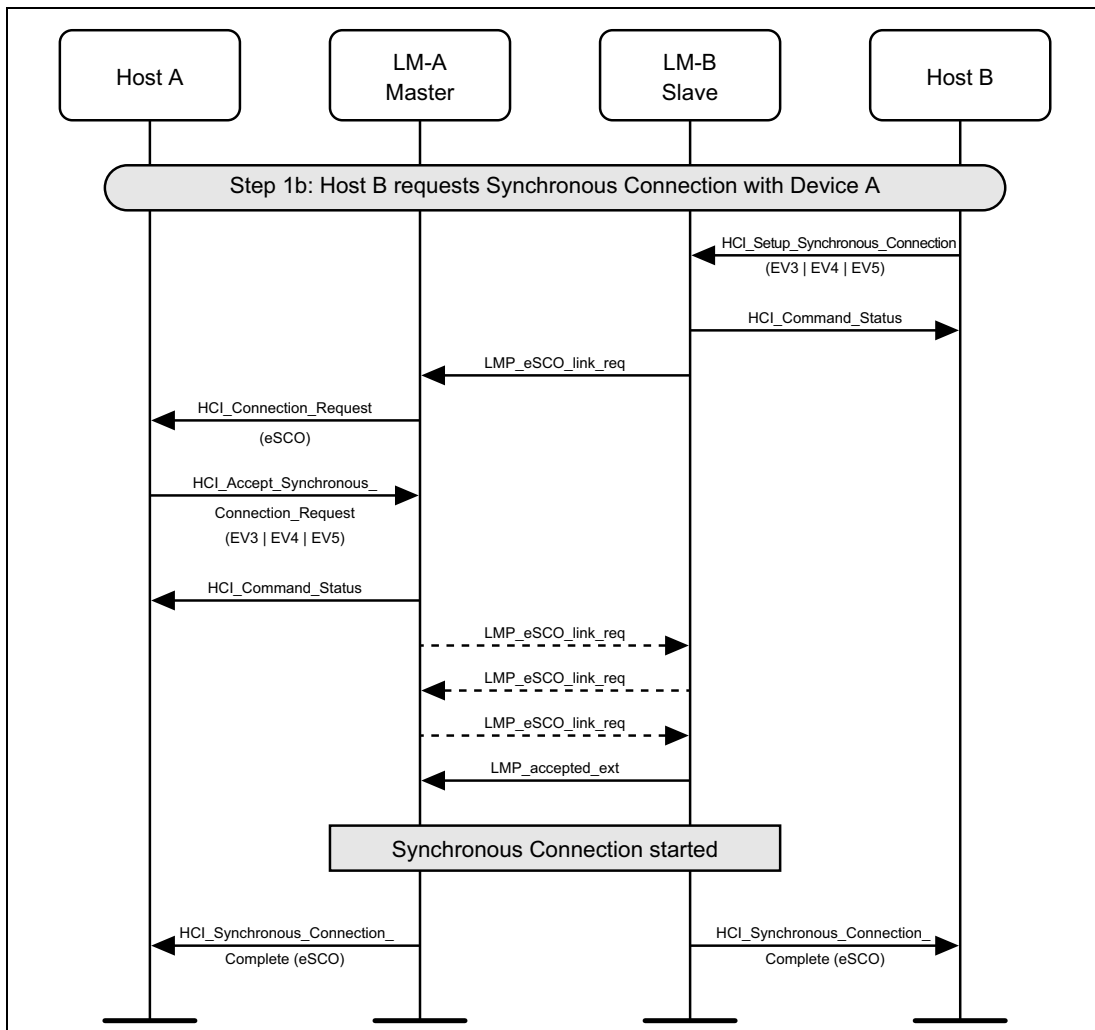 Host A
LM-A
Master
LM-B
Slave
Host B
Step 1b: Host B requests Synchronous Connection with Device A
HCI_Setup_Synchronous_Connection
(EV3 | EV4 | EV5)
HCI_Command_Status
LMP_eSCO_link_req
HCI_Connection_Request
(eSCO)
HCI_Accept_Synchronous_
Connection_Request
(EV3 | EV4 | EV5)
HCI_Command_Status
LMP_eSCO_link_req
LMP_eSCO_link_req
LMP_eSCO_link_req
LMP_accepted_ext
Synchronous Connection started
HCI_Synchronous_Connection_
Complete (eSCO)
HCI_Synchronous_Connection_
Complete (eSCO)